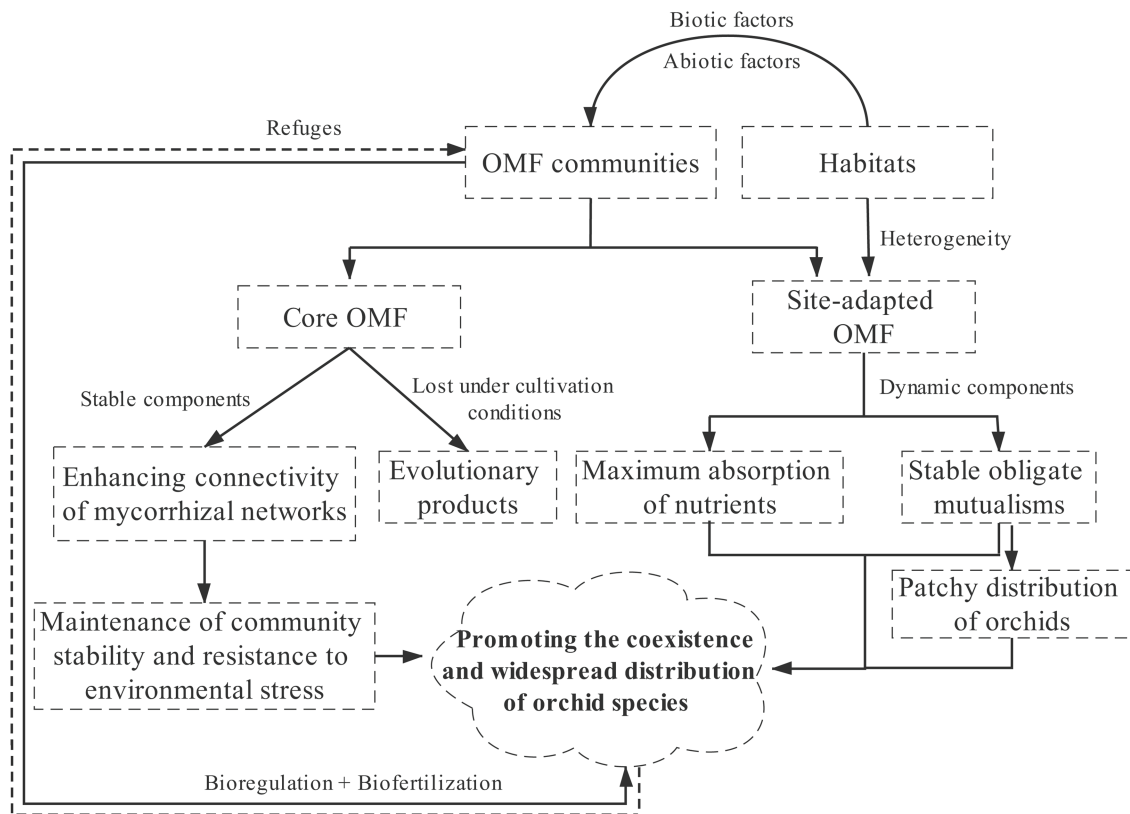 Biotic factors
Abiotic factors
Refuges
OMF communities
Habitats
Heterogeneity
Core OMF
Site-adapted
OMF
Stable components
Lost under cultivation
conditions
Dynamic components
Enhancing connectivity
of mycorrhizal networks
Evolutionary
products
Maximum absorption
of nutrients
Stable obligate
mutualisms
Patchy distribution
of orchids
Maintenance of community
stability and resistance to
environmental stress
Promoting the coexistence
and widespread distribution
of orchid species
Bioregulation + Biofertilization